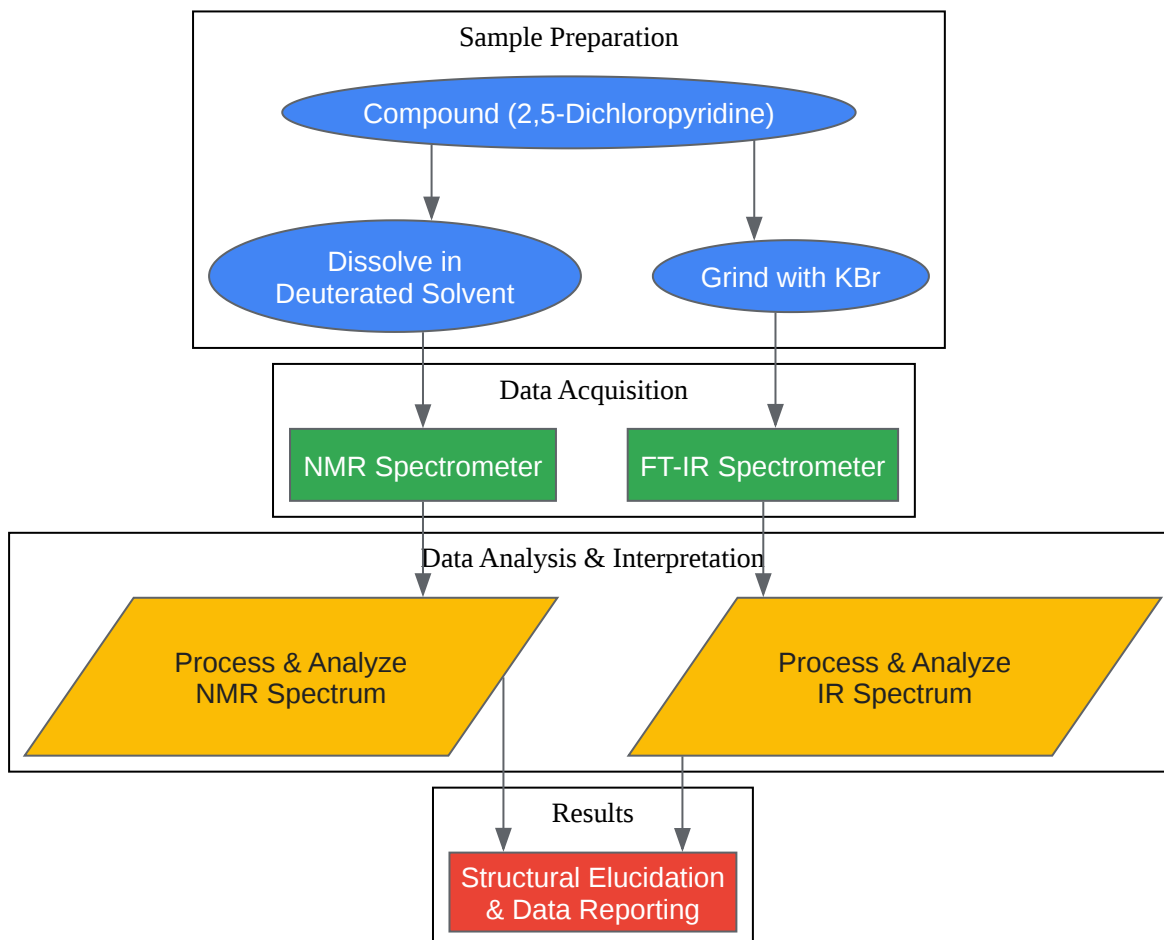 Sample Preparation
Compound (2,5-Dichloropyridine)
Dissolve in
Deuterated Solvent
Grind with KBr
Data Acquisition
NMR Spectrometer
FT-IR Spectrometer
Data Analysis & Interpretation
Process & Analyze
NMR Spectrum
Process & Analyze
IR Spectrum
Results
Structural Elucidation
& Data Reporting